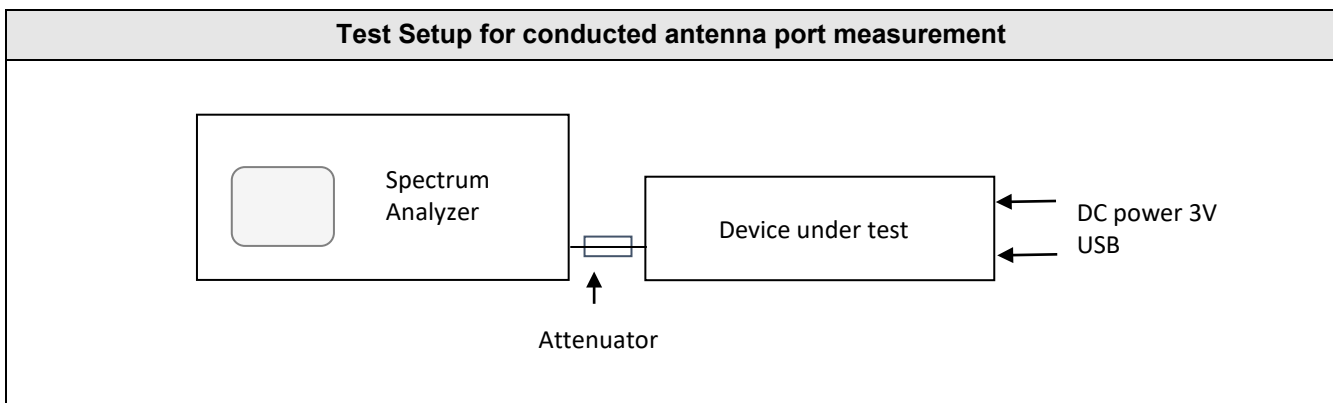 Test Setup for conducted antenna port measurement
Spectrum
Analyzer
Device under test
DC power 3V
USB
Attenuator